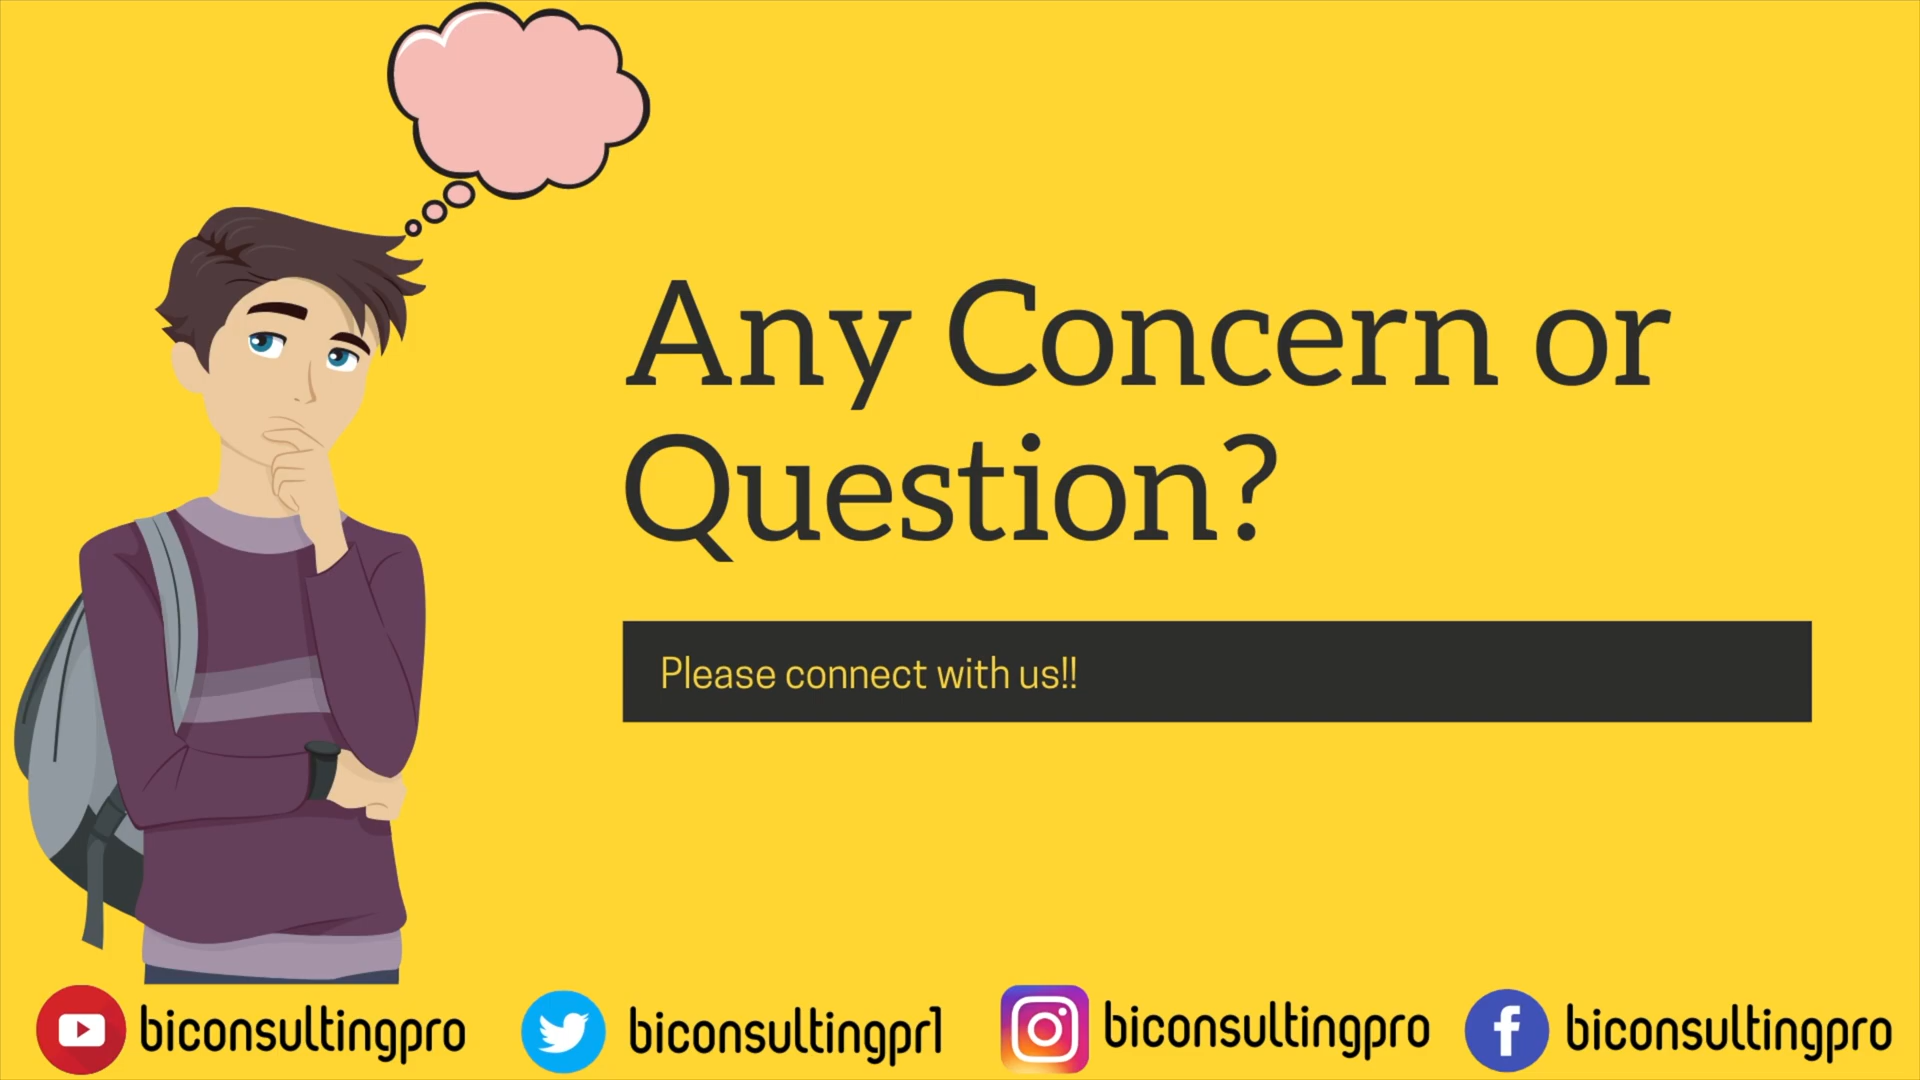 Any Concern or
Question?
Please connect with us!!
biconsultingpro
biconsultingpr1
biconsultingpro
biconsultingpro